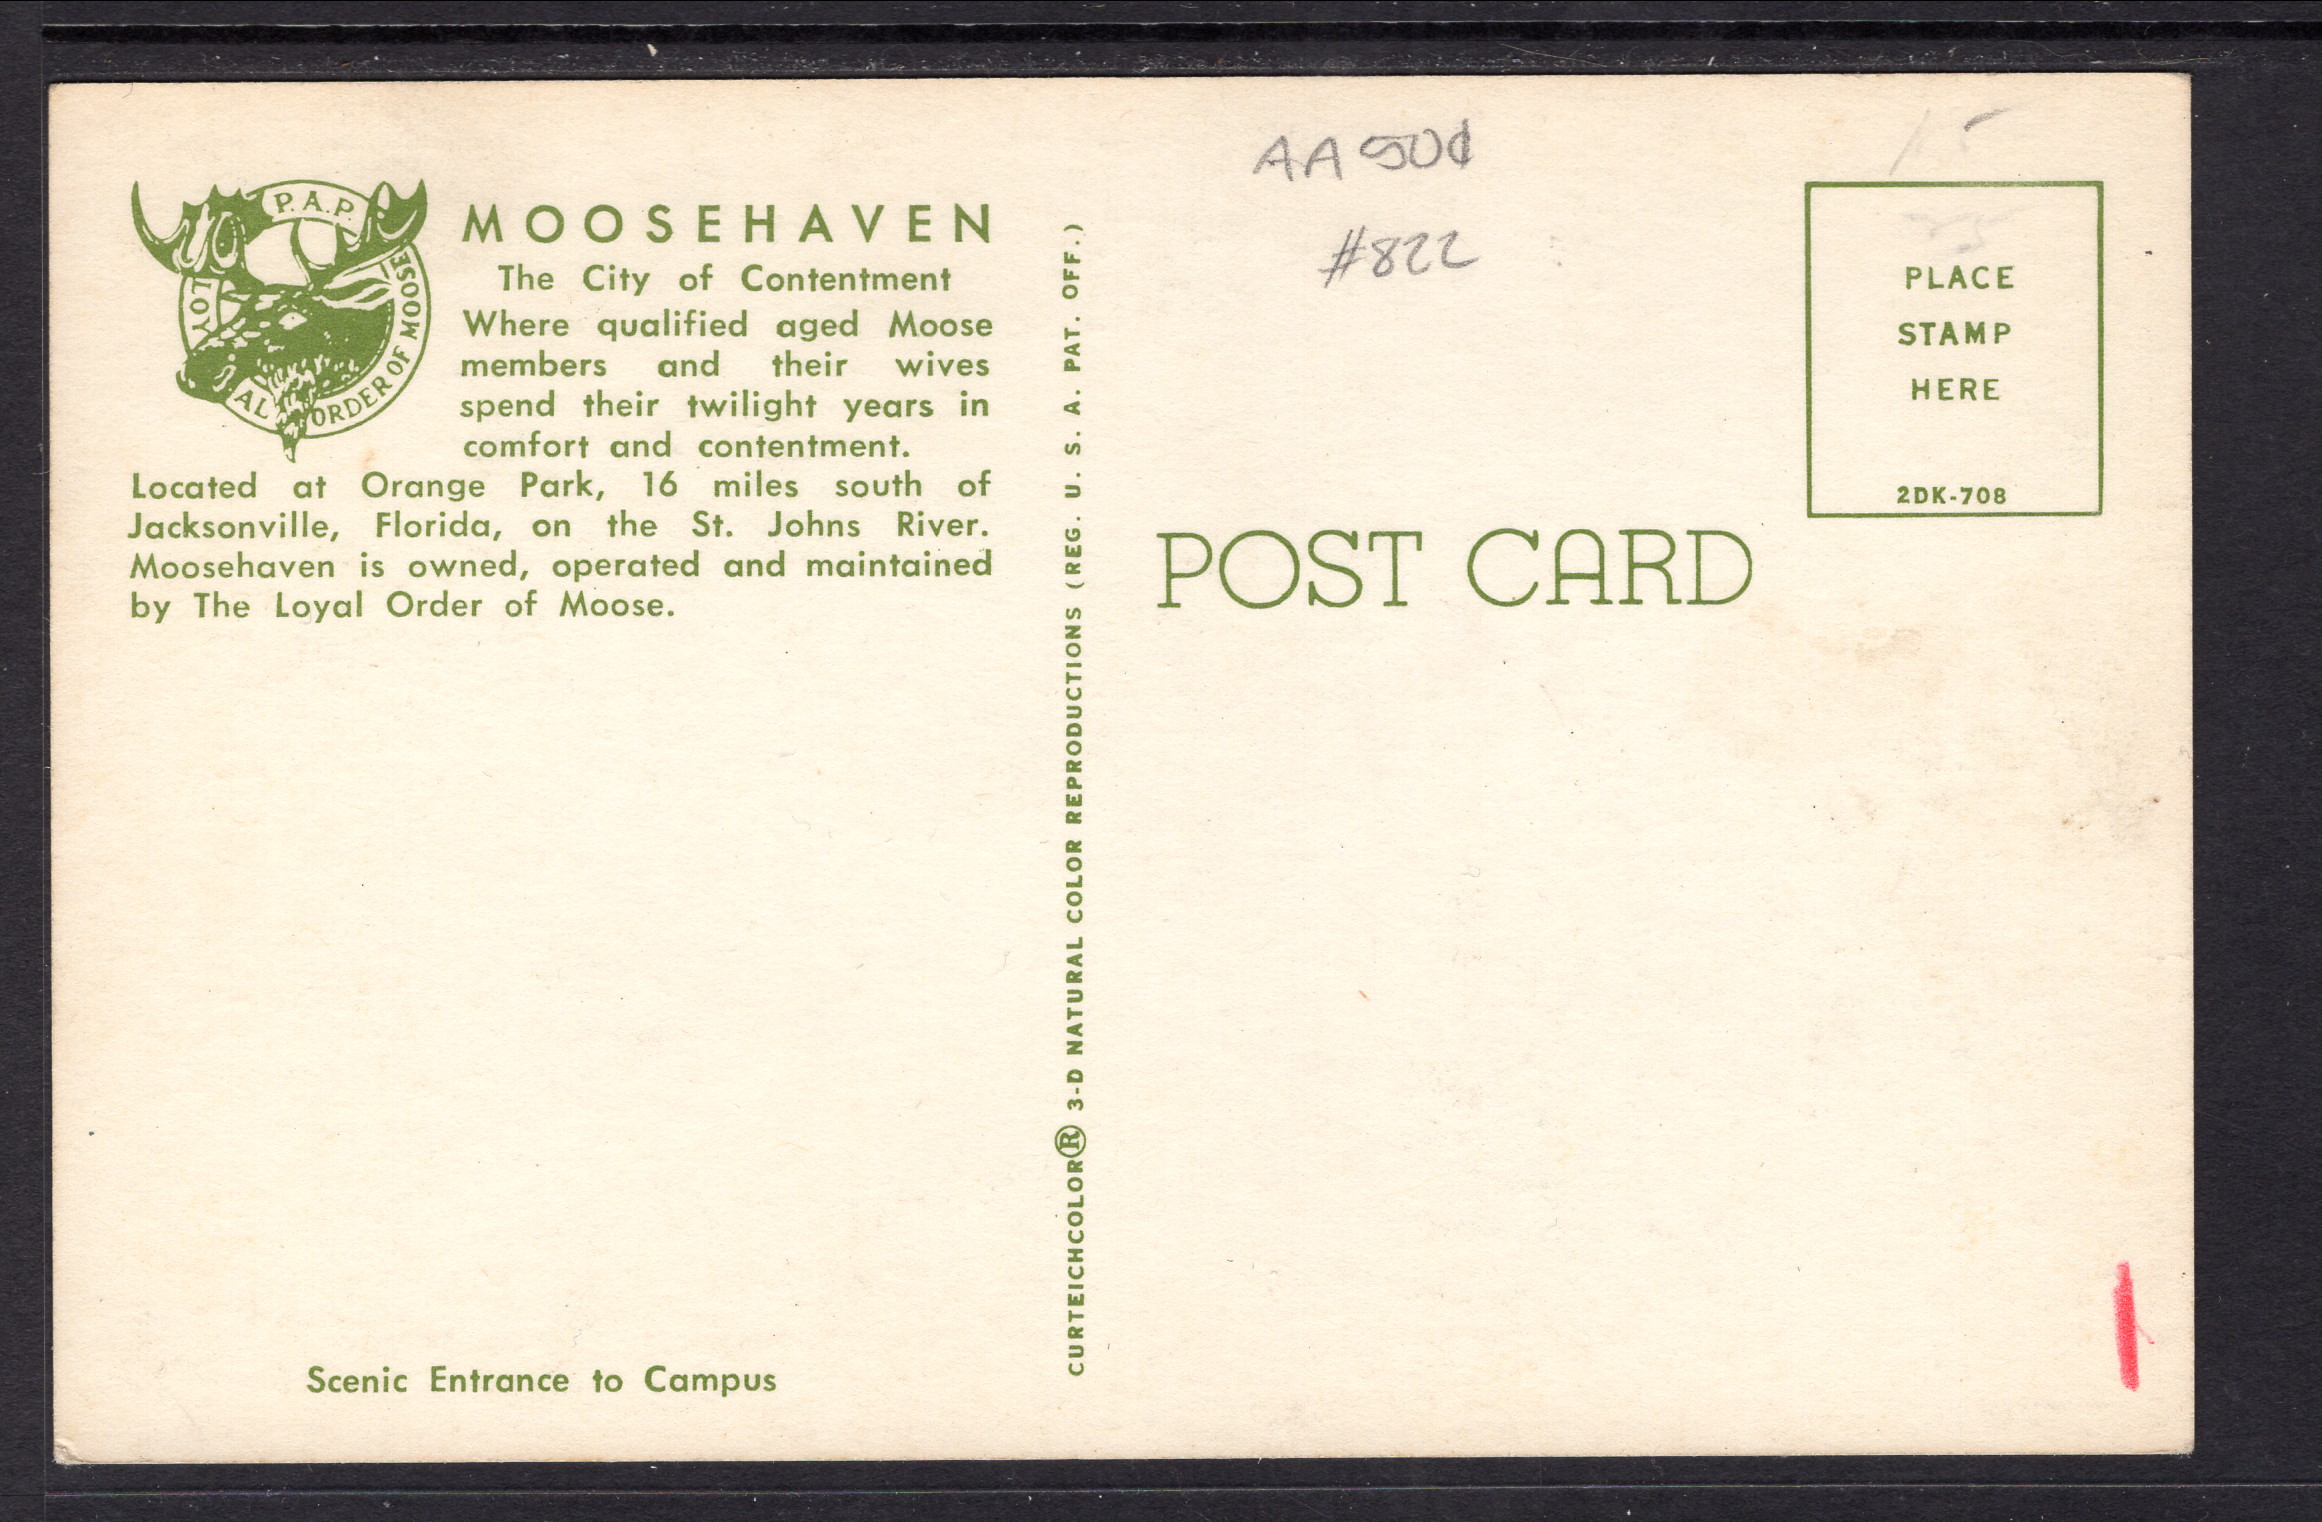 P.A.P.
LOYAL ORDER OF MOOSE
MOOSEHAVEN
The City of Contentment
Where qualified aged Moose
members and their wives
spend their twilight years in
comfort and contentment.
Located at Orange Park, 16 miles south of
Jacksonville, Florida, on the St. Johns River.
Moosehaven is owned, operated and maintained
by The Loyal Order of Moose.
Scenic Entrance to Campus
CURTEICHCOLOR® 3-D NATURAL COLOR REPRODUCTIONS (REG. U. S. A. PAT. OFF.)
AA 50¢
#822
15
POST CARD
PLACE
STAMP
HERE
2DK-708